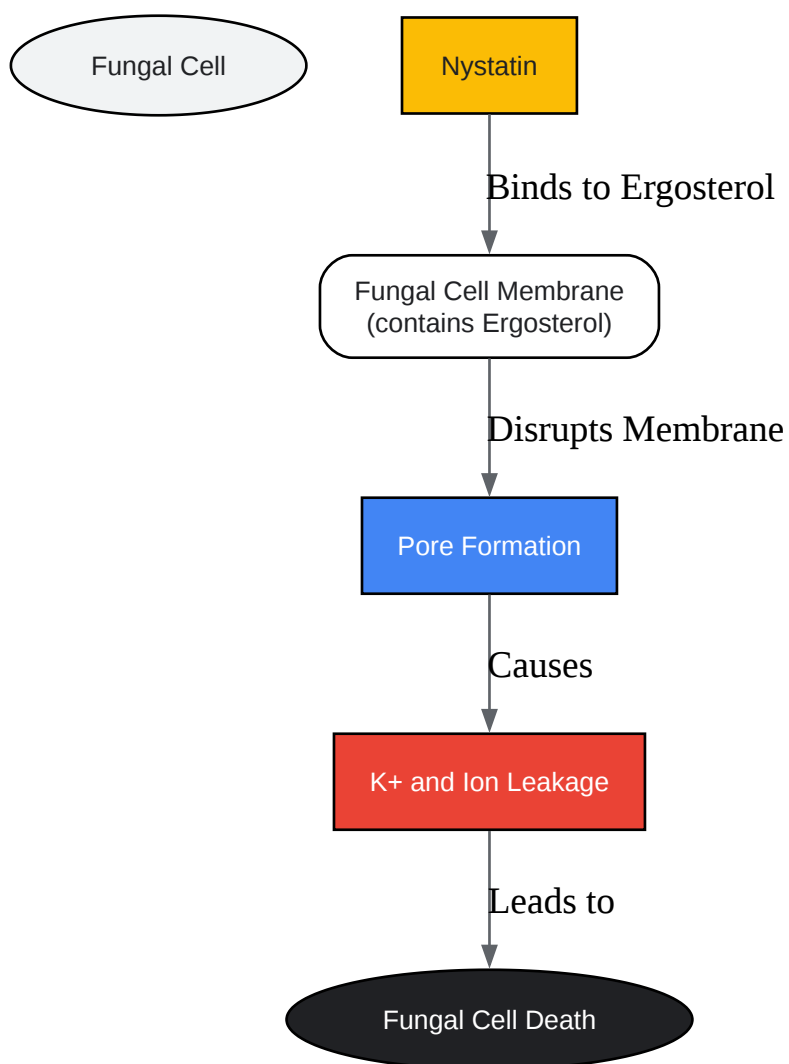 Fungal Cell
Nystatin
Binds to Ergosterol
Fungal Cell Membrane
(contains Ergosterol)
Disrupts Membrane
Pore Formation
Causes
K+ and Ion Leakage
Leads to
Fungal Cell Death